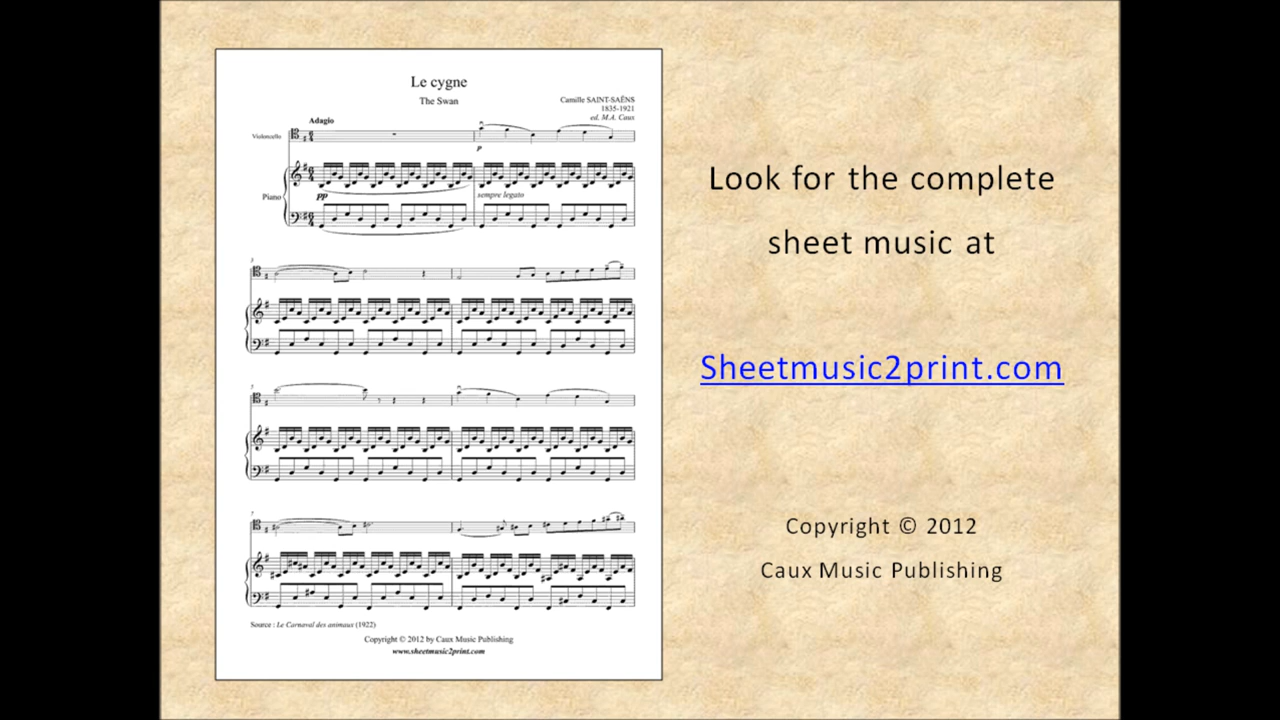 Le cygne
The Swan
Camille SAINT-SAËNS
1835-1921
ed. M.A. Caux
Adagio
Violoncello
p
Piano
pp
sempre legato
3
5
7
Source : Le Carnaval des animaux (1922)
Copyright © 2012 by Caux Music Publishing
www.sheetmusic2print.com
Look for the complete
sheet music at
Sheetmusic2print.com
Copyright © 2012
Caux Music Publishing